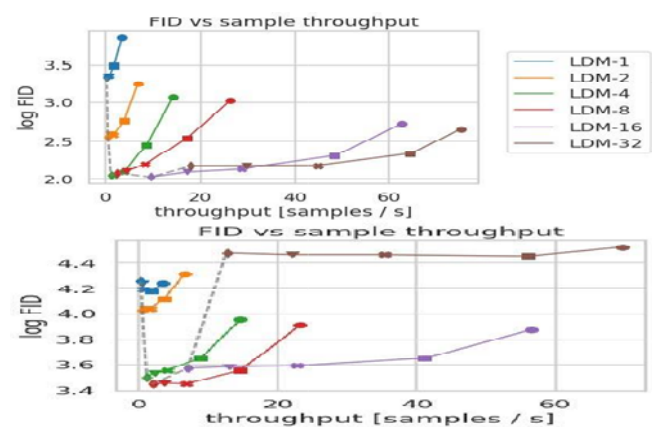 FID vs sample throughput
log FID
3.5
3.0
2.5
2.0
0 20 40 60
throughput [samples / s]
LDM-1
LDM-2
LDM-4
LDM-8
LDM-16
LDM-32
FID vs sample throughput
log FID
4.4
4.2
4.0
3.8
3.6
3.4
0 20 40 60
throughput [samples / s]